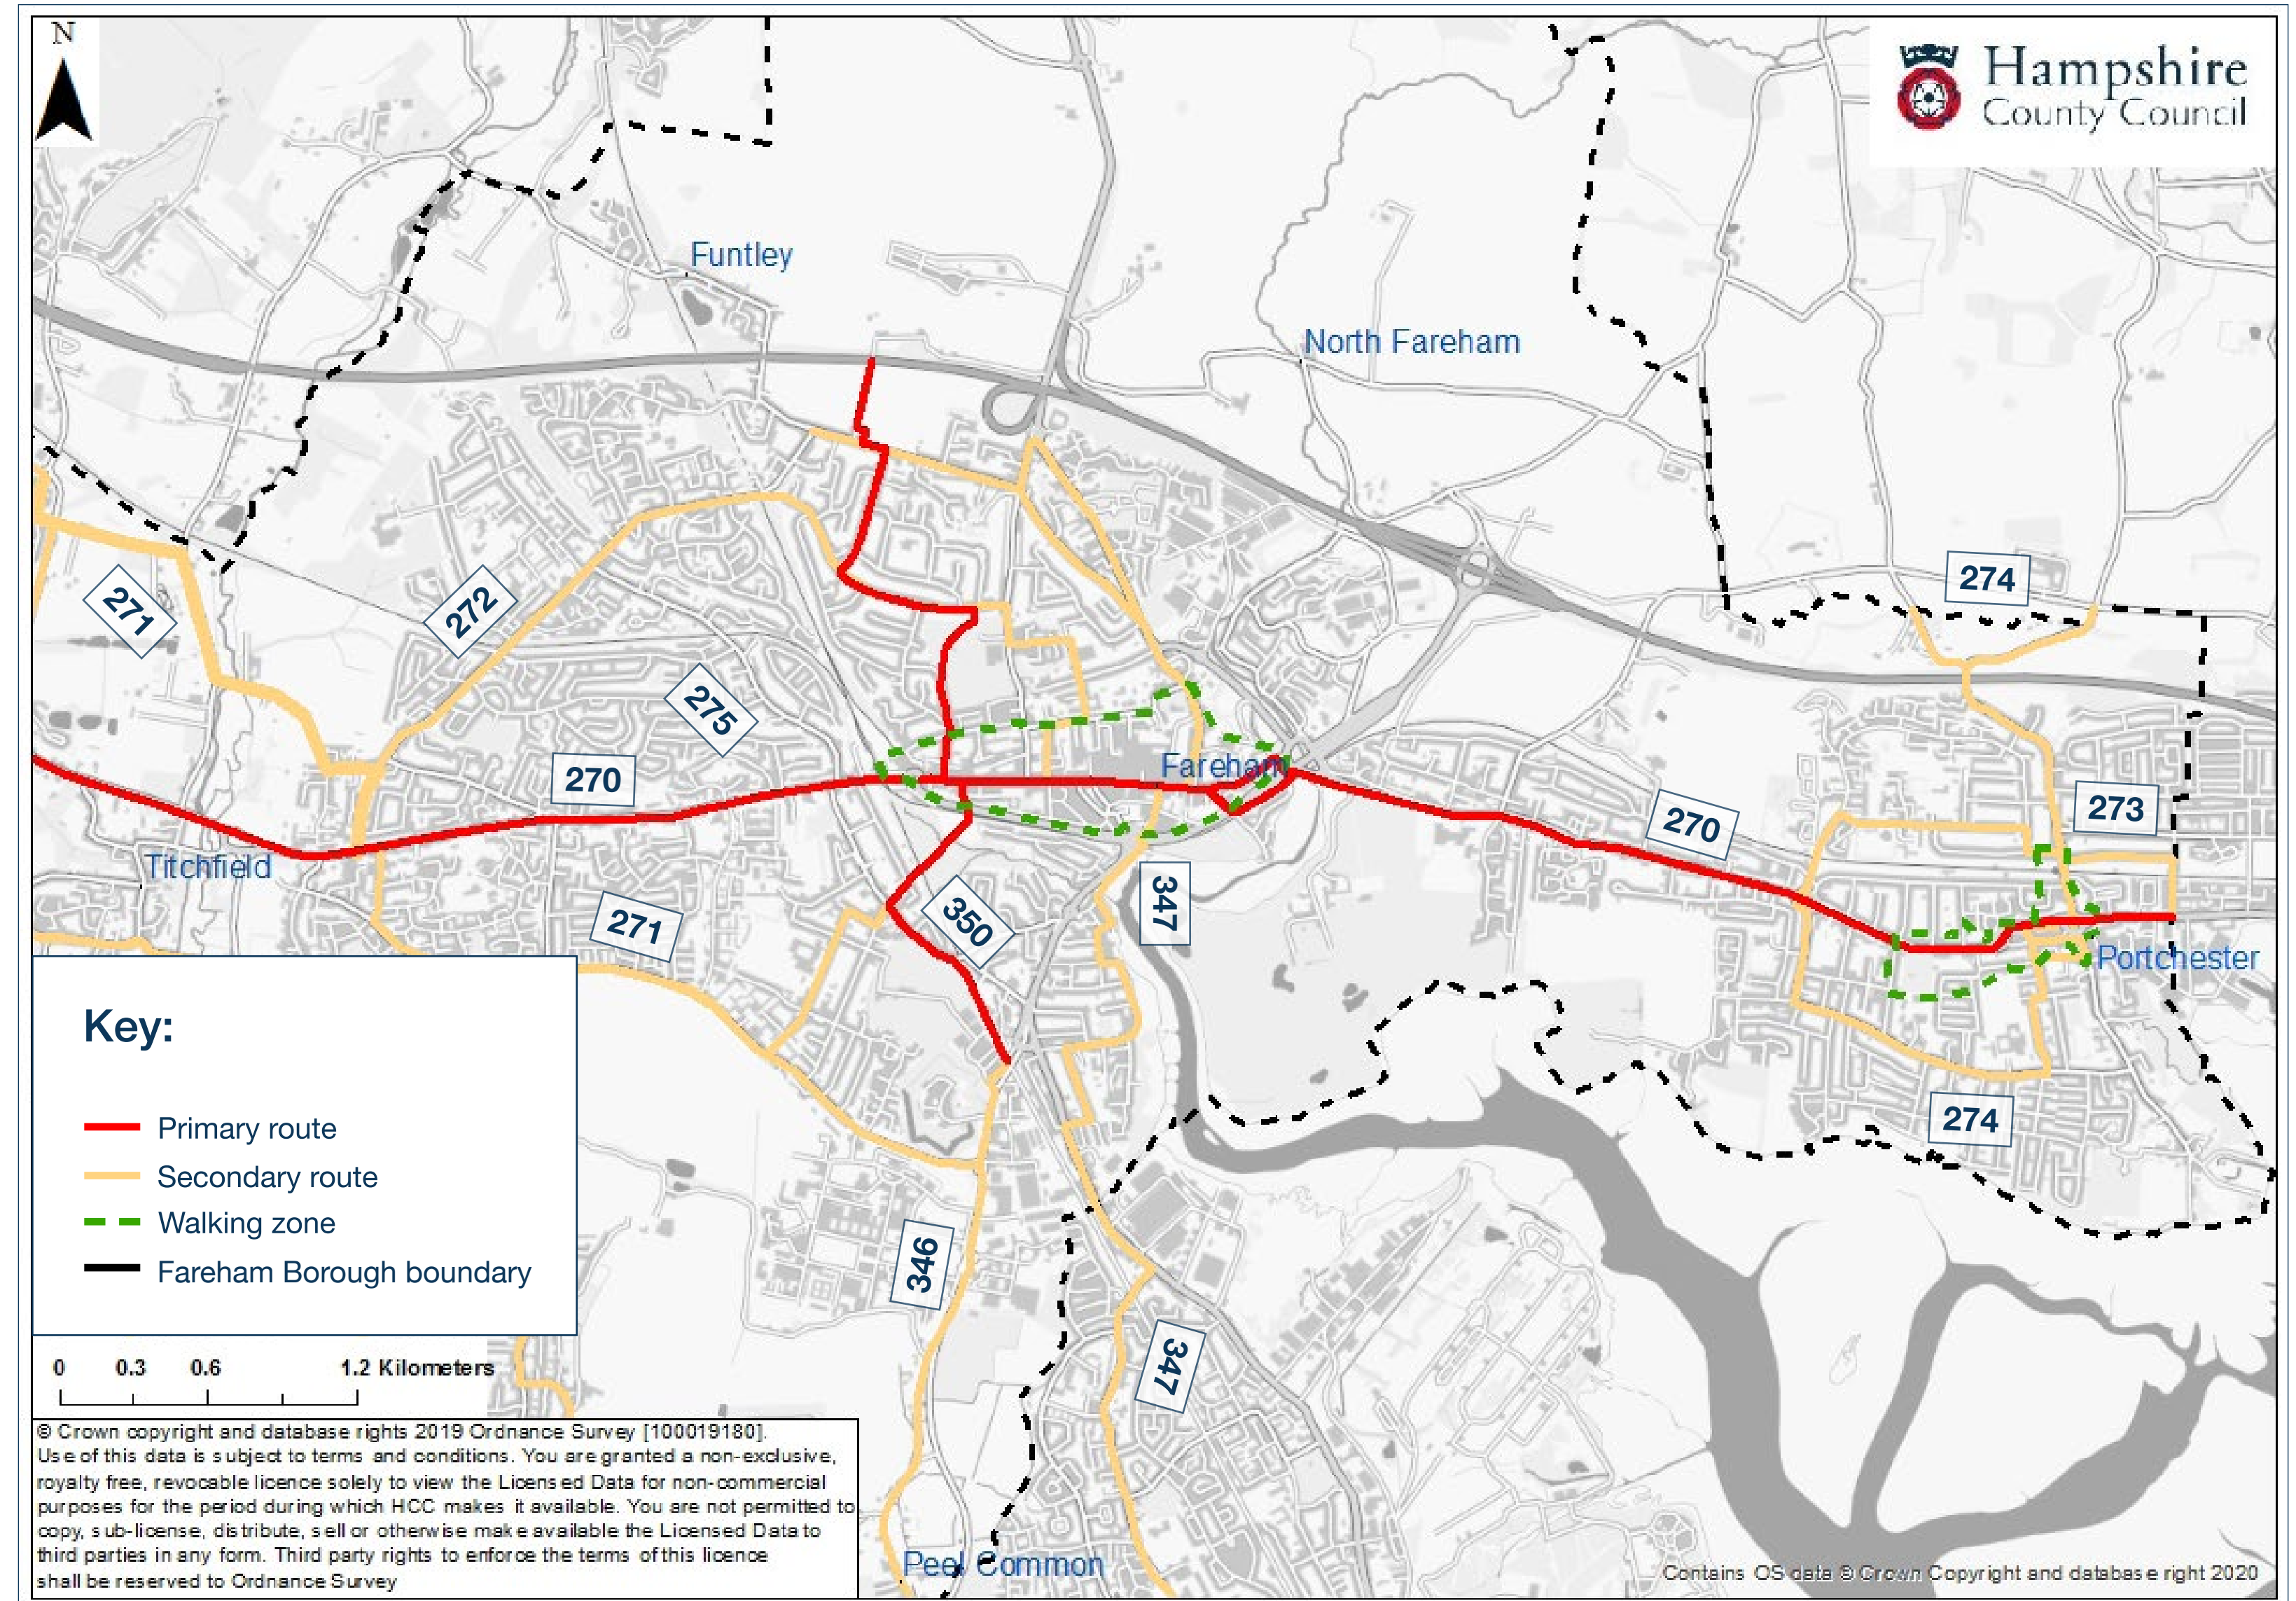 N
Hampshire
County Council
Funtley
North Fareham
274
271
272
275
270
Fareham
273
270
Titchfield
271
350
347
Portchester
274
346
347
Key:
Primary route
Secondary route
Walking zone
Fareham Borough boundary
0 0.3 0.6 1.2 Kilometers
© Crown copyright and database rights 2019 Ordnance Survey [100019180].
Use of this data is subject to terms and conditions. You are granted a non-exclusive,
royalty free, revocable licence solely to view the Licensed Data for non-commercial
purposes for the period during which HCC makes it available. You are not permitted to
copy, sub-license, distribute, sell or otherwise make available the Licensed Data to
third parties in any form. Third party rights to enforce the terms of this licence
shall be reserved to Ordnance Survey
Peel Common
Contains OS data © Crown Copyright and database right 2020